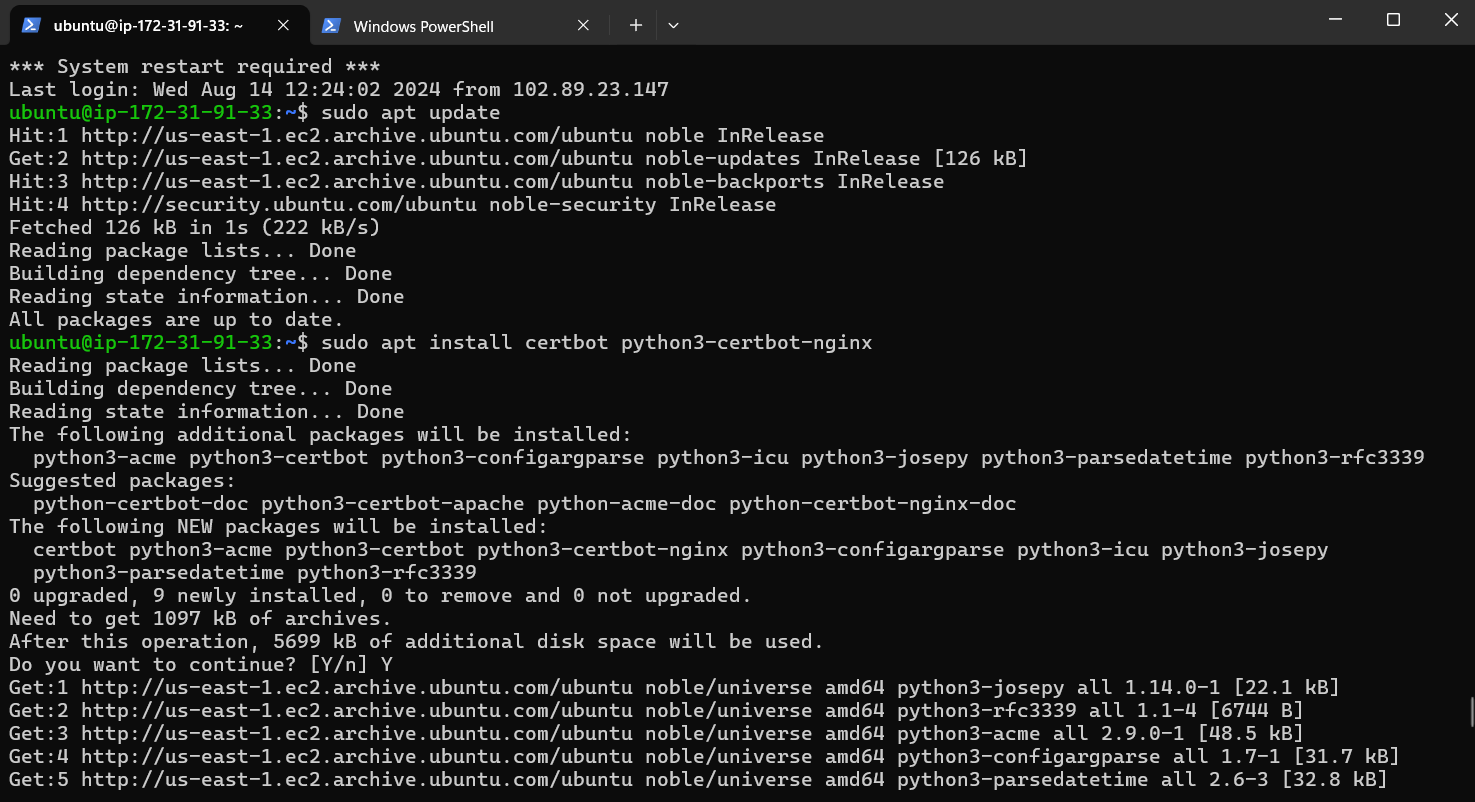 ubuntu@ip-172-31-91-33: ~
Windows PowerShell
*** System restart required ***
Last login: Wed Aug 14 12:24:02 2024 from 102.89.23.147
ubuntu@ip-172-31-91-33:~$ sudo apt update
Hit:1 http://us-east-1.ec2.archive.ubuntu.com/ubuntu noble InRelease
Get:2 http://us-east-1.ec2.archive.ubuntu.com/ubuntu noble-updates InRelease [126 kB]
Hit:3 http://us-east-1.ec2.archive.ubuntu.com/ubuntu noble-backports InRelease
Hit:4 http://security.ubuntu.com/ubuntu noble-security InRelease
Fetched 126 kB in 1s (222 kB/s)
Reading package lists... Done
Building dependency tree... Done
Reading state information... Done
All packages are up to date.
ubuntu@ip-172-31-91-33:~$ sudo apt install certbot python3-certbot-nginx
Reading package lists... Done
Building dependency tree... Done
Reading state information... Done
The following additional packages will be installed:
  python3-acme python3-certbot python3-configargparse python3-icu python3-josepy python3-parsedatetime python3-rfc3339
Suggested packages:
  python-certbot-doc python3-certbot-apache python-acme-doc python-certbot-nginx-doc
The following NEW packages will be installed:
  certbot python3-acme python3-certbot python3-certbot-nginx python3-configargparse python3-icu python3-josepy
  python3-parsedatetime python3-rfc3339
0 upgraded, 9 newly installed, 0 to remove and 0 not upgraded.
Need to get 1097 kB of archives.
After this operation, 5699 kB of additional disk space will be used.
Do you want to continue? [Y/n] Y
Get:1 http://us-east-1.ec2.archive.ubuntu.com/ubuntu noble/universe amd64 python3-josepy all 1.14.0-1 [22.1 kB]
Get:2 http://us-east-1.ec2.archive.ubuntu.com/ubuntu noble/universe amd64 python3-rfc3339 all 1.1-4 [6744 B]
Get:3 http://us-east-1.ec2.archive.ubuntu.com/ubuntu noble/universe amd64 python3-acme all 2.9.0-1 [48.5 kB]
Get:4 http://us-east-1.ec2.archive.ubuntu.com/ubuntu noble/universe amd64 python3-configargparse all 1.7-1 [31.7 kB]
Get:5 http://us-east-1.ec2.archive.ubuntu.com/ubuntu noble/universe amd64 python3-parsedatetime all 2.6-3 [32.8 kB]